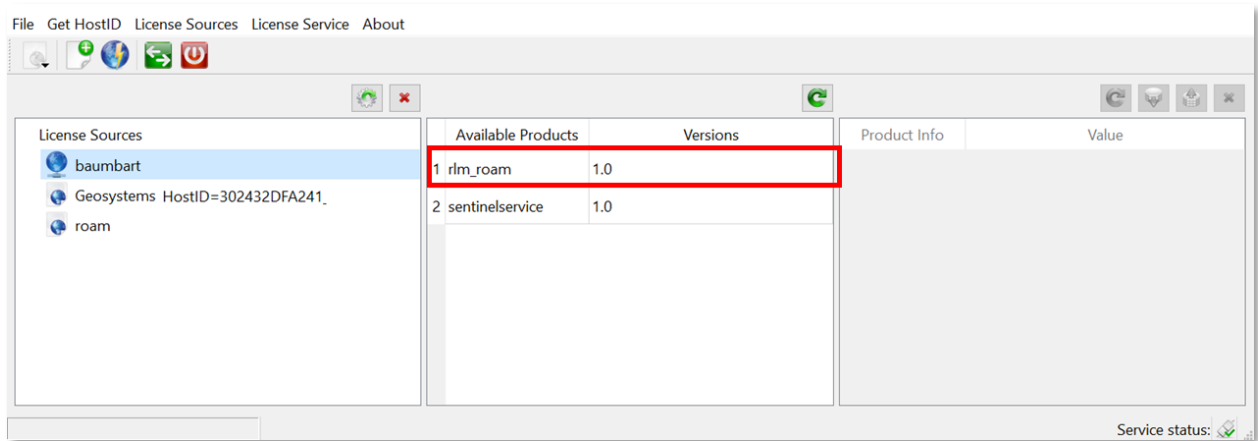 File Get HostID License Sources License Service About
License Sources
baumbart
Geosystems HostID=302432DFA241_
roam
Available Products Versions
1 rlm_roam 1.0
2 sentinelservice 1.0
Product Info Value
Service status: